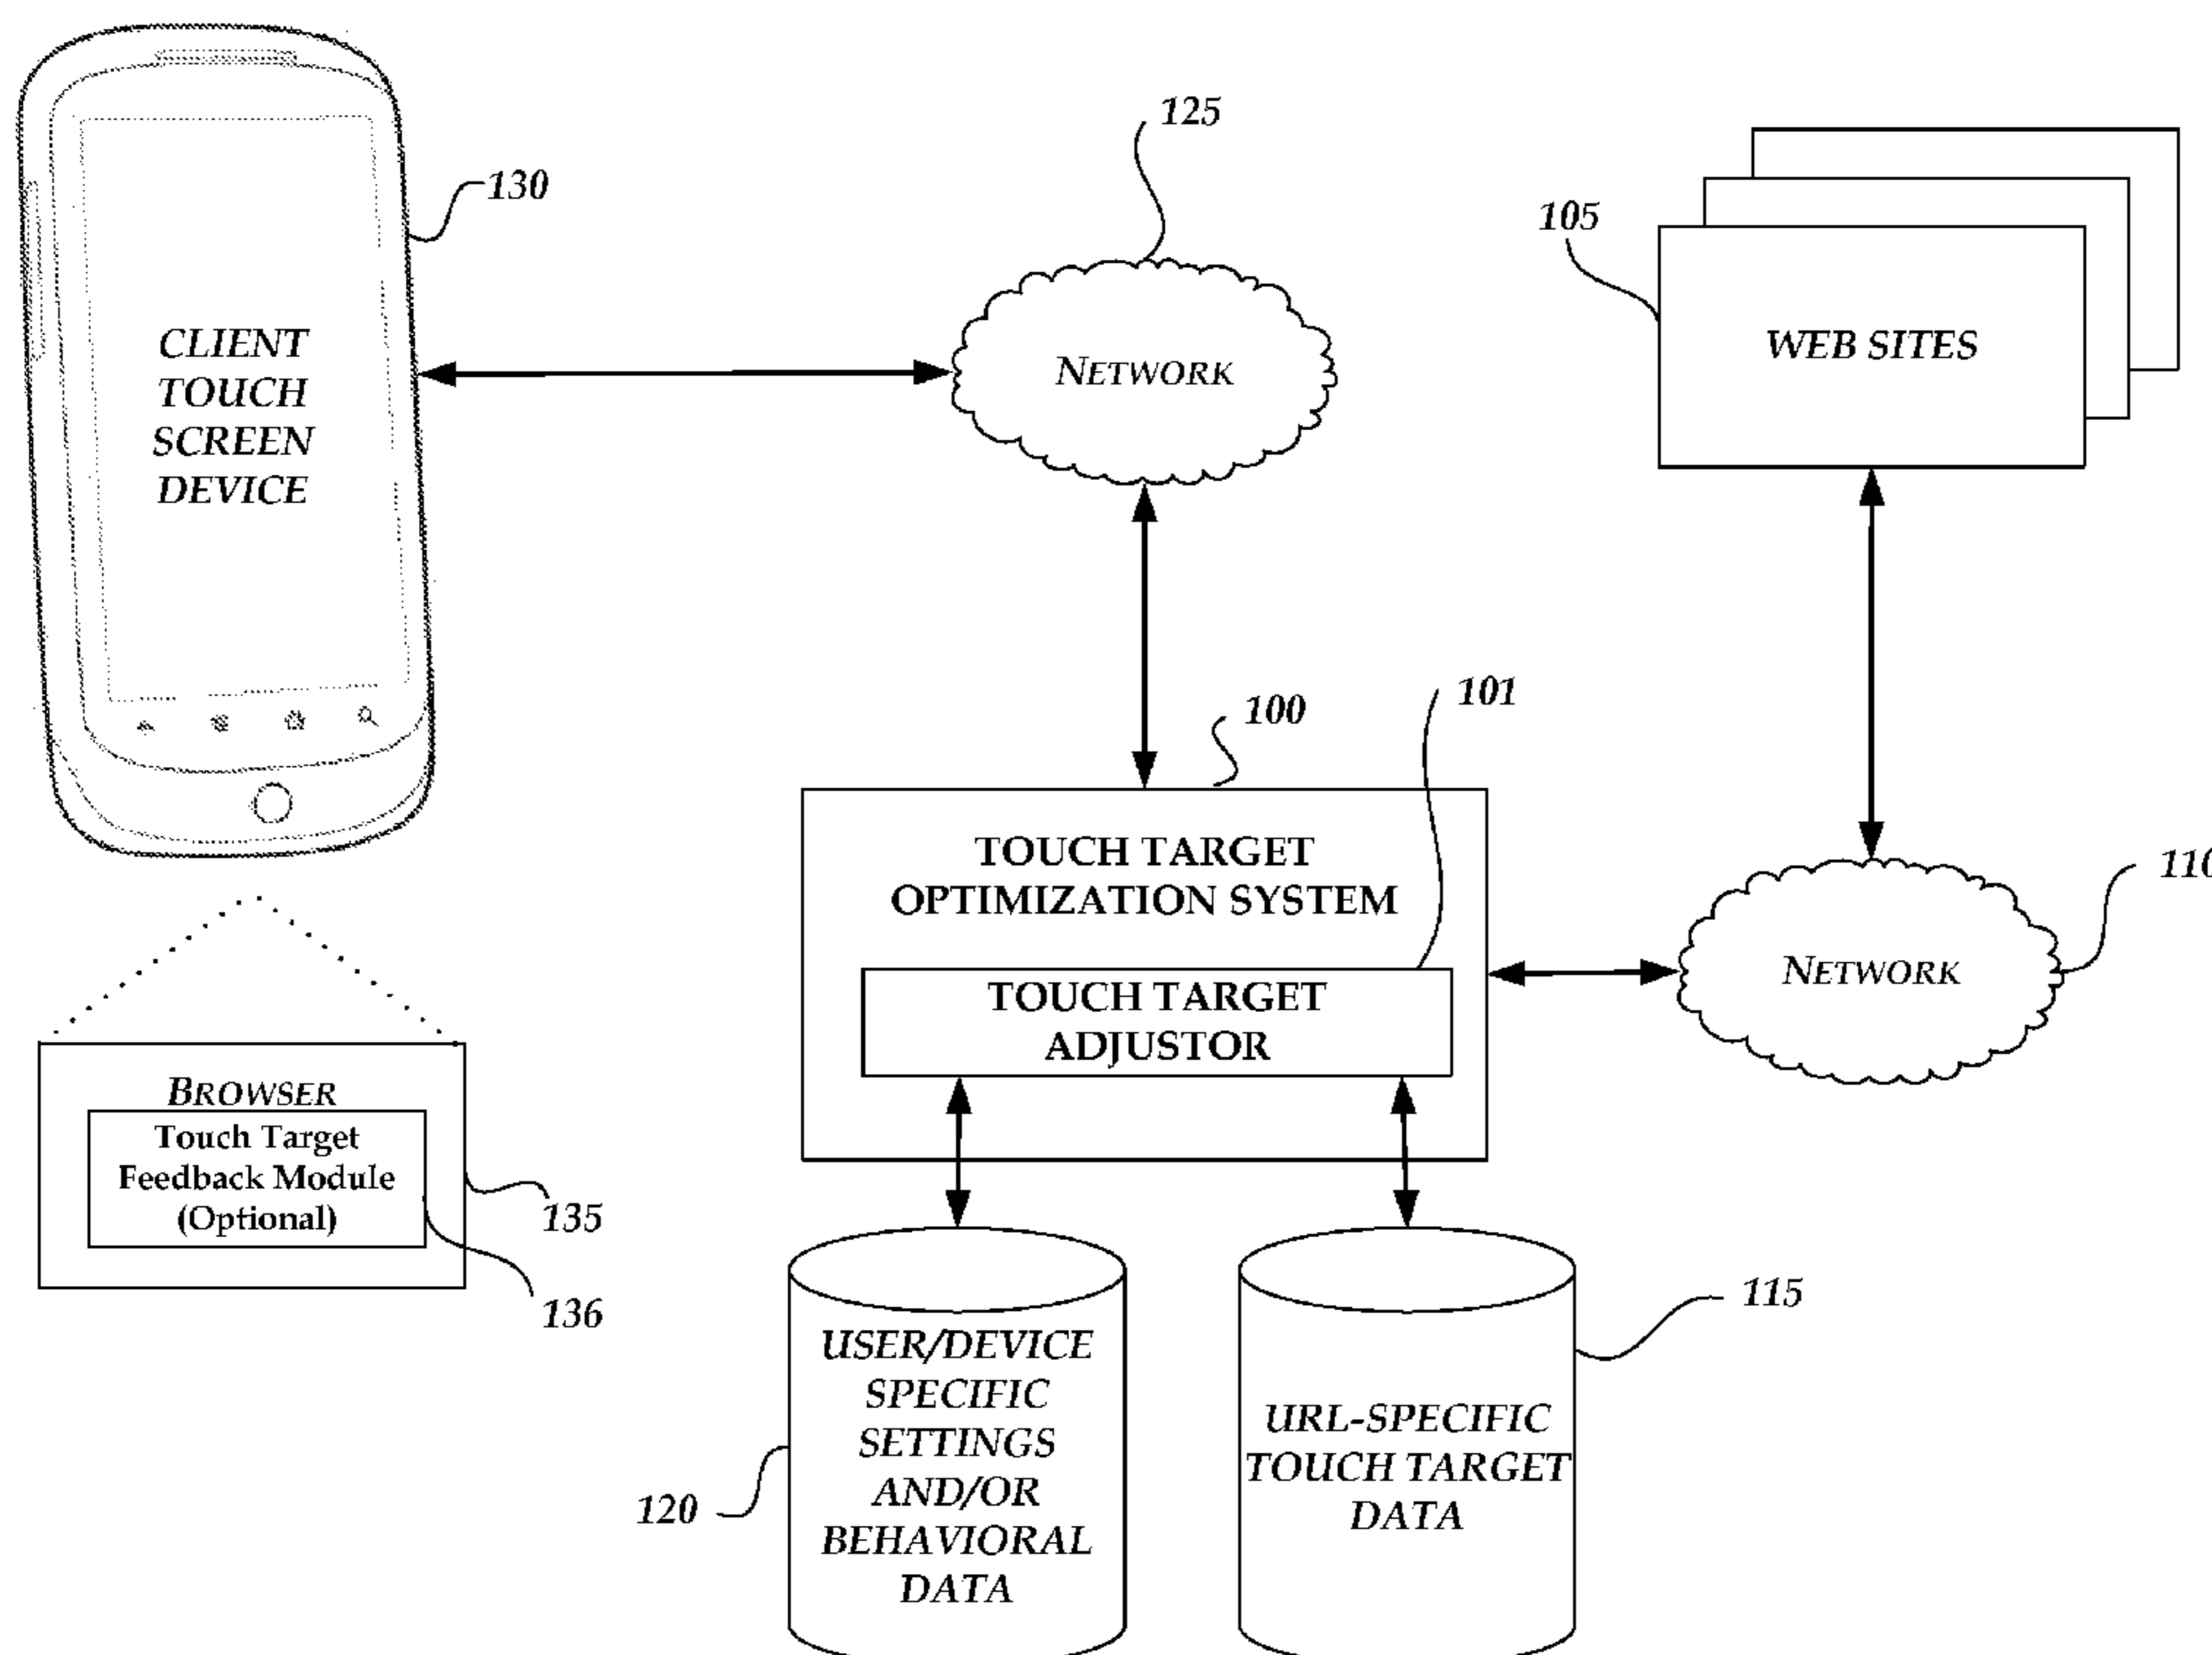 125
130
105
CLIENT
TOUCH
SCREEN
DEVICE
NETWORK
WEB SITES
100
101
TOUCH TARGET
OPTIMIZATION SYSTEM
TOUCH TARGET
ADJUSTOR
110
NETWORK
BROWSER
Touch Target
Feedback Module
(Optional)
135
136
USER/DEVICE
SPECIFIC
SETTINGS
AND/OR
BEHAVIORAL
DATA
120
URL-SPECIFIC
TOUCH TARGET
DATA
115